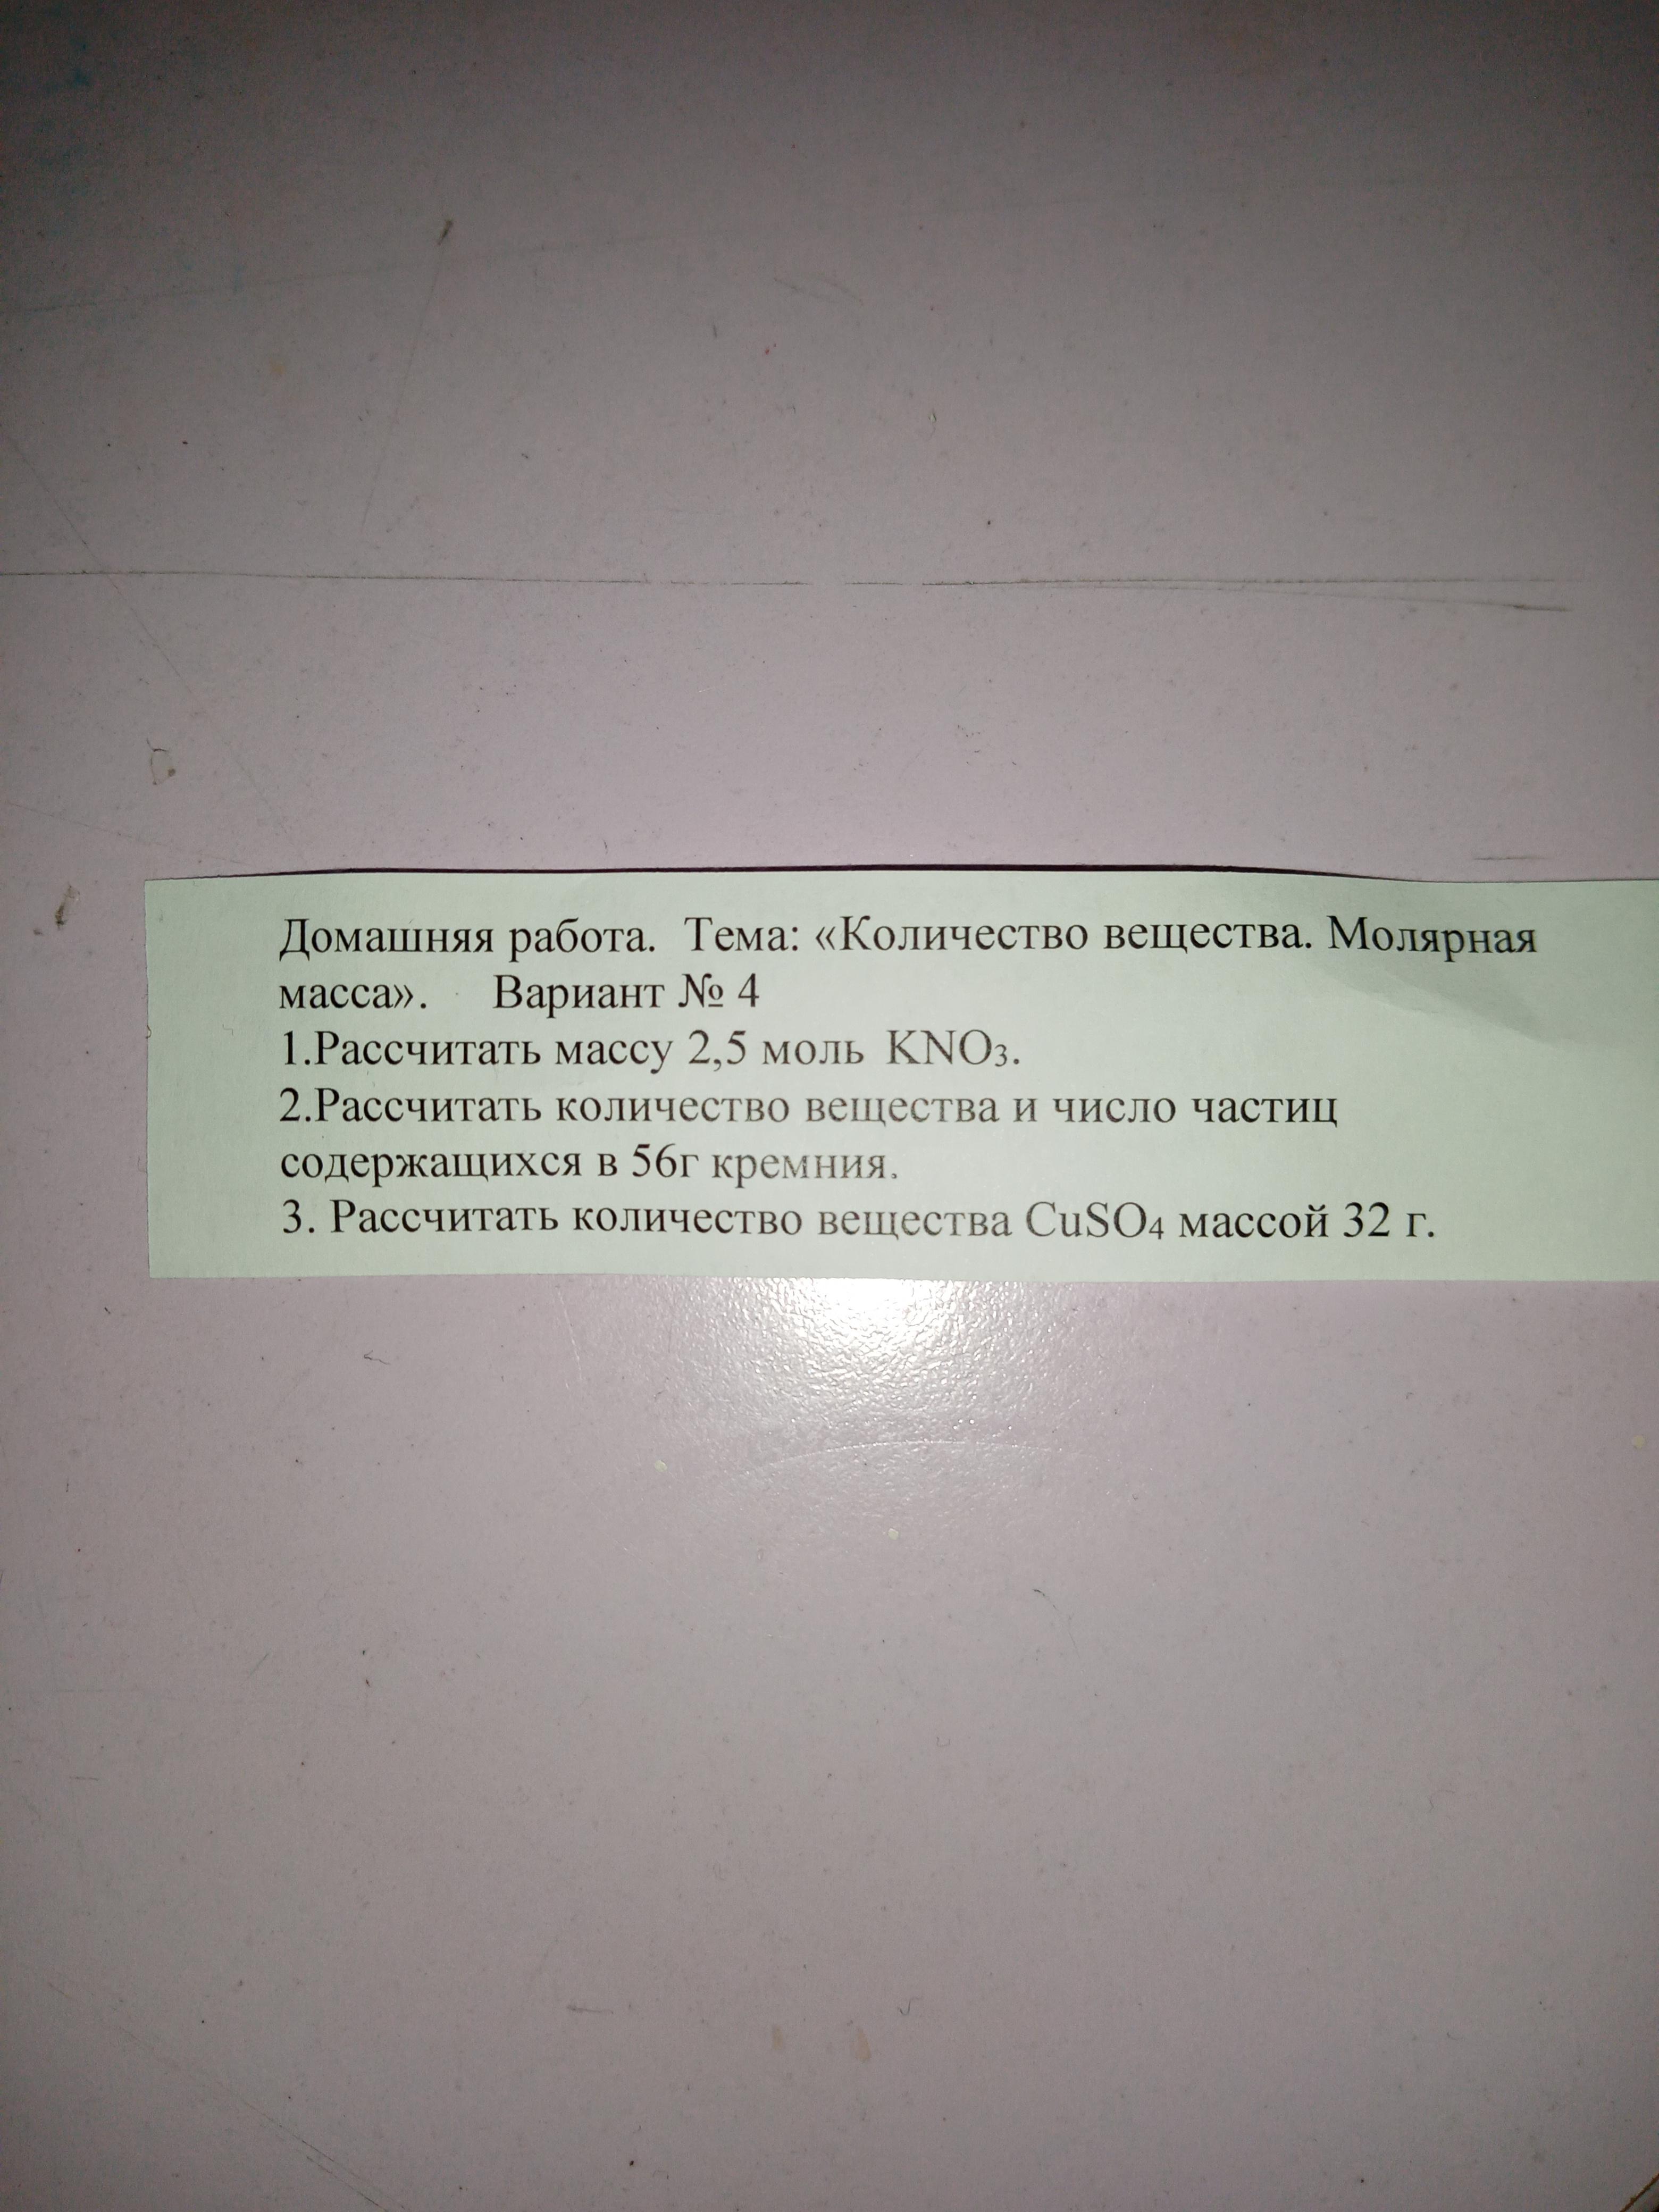 Домашняя работа. Тема: «Количество вещества. Молярная
масса». Вариант № 4
1.Рассчитать массу 2,5 моль KNO₃.
2.Рассчитать количество вещества и число частиц
содержащихся в 56г кремния.
3. Рассчитать количество вещества CuSO₄ массой 32 г.